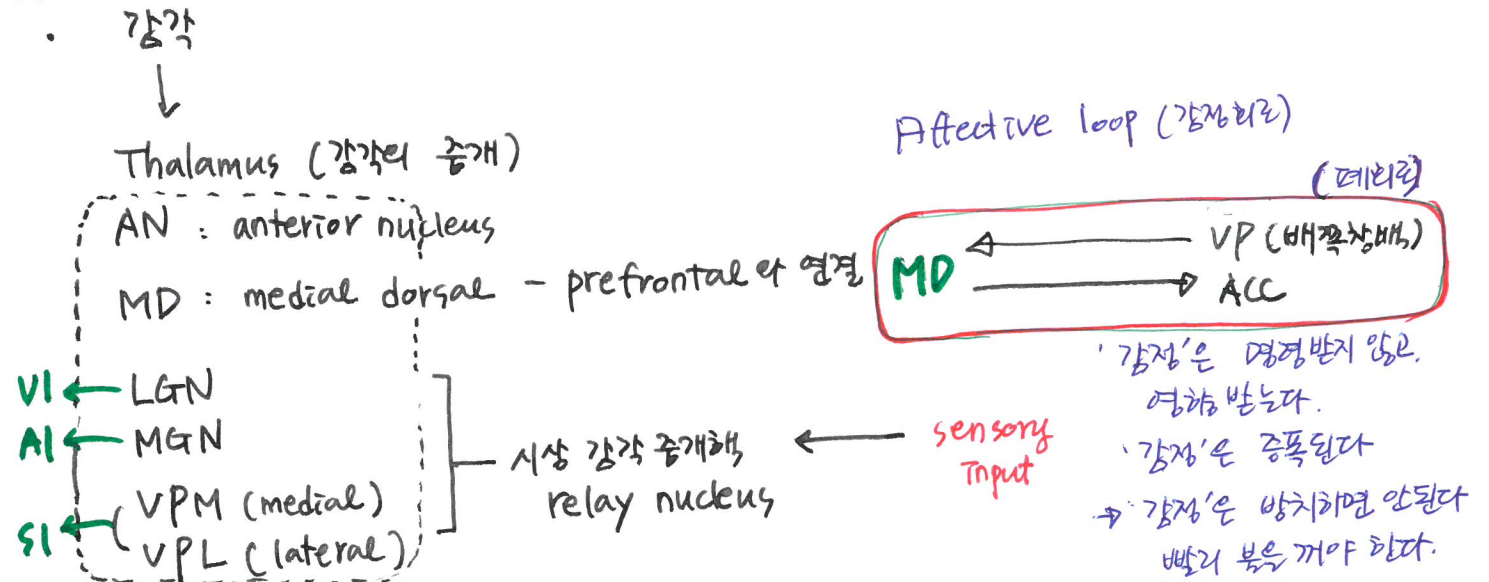 · 감각
Thalamus (감각의 중개)
AN : anterior nucleus
MD : medial dorsal – prefrontal와 연결
V1 ← LGN
A1 ← MGN
S1 ← VPM (medial)
VPL (lateral)
시상 감각 중개핵
relay nucleus
← sensory
Input
Affective loop (감정회로)
(폐회로)
MD
VP (배쪽창백)
ACC
'감정'은 명령받지 않고.
영향 받는다.
'감정'은 증폭된다
→ '감정'은 방치하면 안된다
빨리 불을 꺼야 한다.